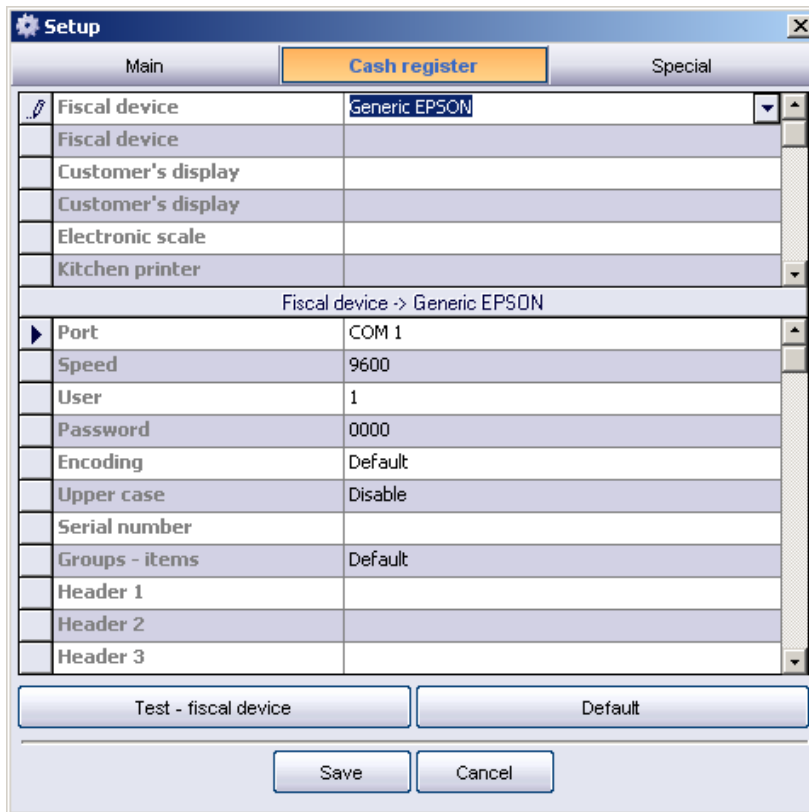 Setup
Main Cash register Special
Fiscal device Generic EPSON
Fiscal device
Customer's display
Customer's display
Electronic scale
Kitchen printer
Fiscal device -> Generic EPSON
Port COM 1
Speed 9600
User 1
Password 0000
Encoding Default
Upper case Disable
Serial number
Groups - items Default
Header 1
Header 2
Header 3
Test - fiscal device Default
Save Cancel